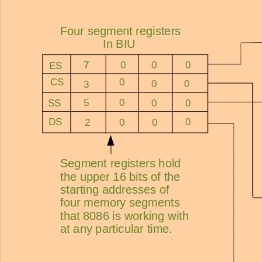 Four segment registers
In BIU
ES 7 0 0 0
CS 3 0 0 0
SS 5 0 0 0
DS 2 0 0 0
Segment registers hold
the upper 16 bits of the
starting addresses of
four memory segments
that 8086 is working with
at any particular time.